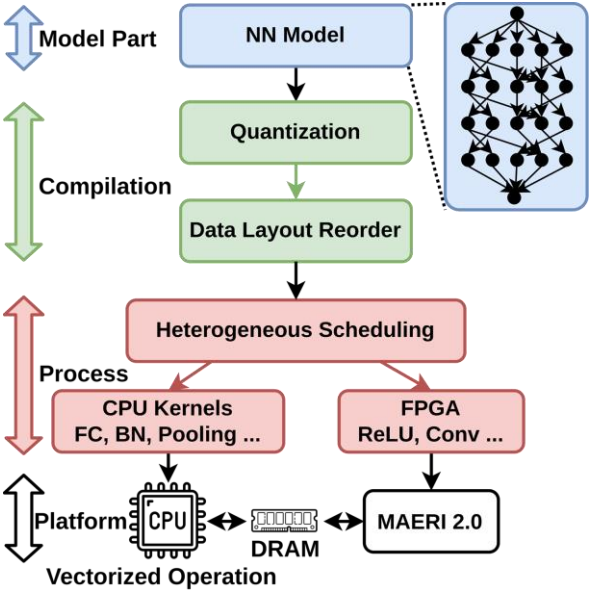 Model Part
NN Model
Quantization
Compilation
Data Layout Reorder
Heterogeneous Scheduling
Process
CPU Kernels
FC, BN, Pooling ...
FPGA
ReLU, Conv ...
Platform
CPU
DRAM
MAERI 2.0
Vectorized Operation